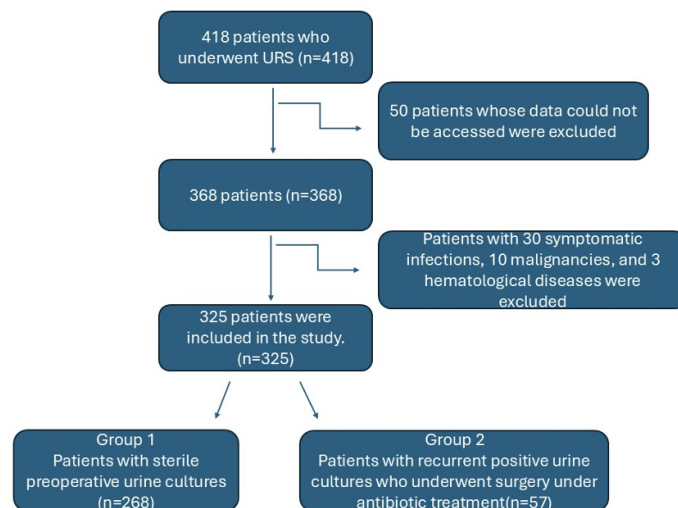 418 patients who
underwent URS (n=418)
50 patients whose data could not
be accessed were excluded
368 patients (n=368)
Patients with 30 symptomatic
infections, 10 malignancies, and 3
hematological diseases were
excluded
325 patients were
included in the study.
(n=325)
Group 1
Patients with sterile
preoperative urine cultures
(n=268)
Group 2
Patients with recurrent positive urine
cultures who underwent surgery under
antibiotic treatment(n=57)